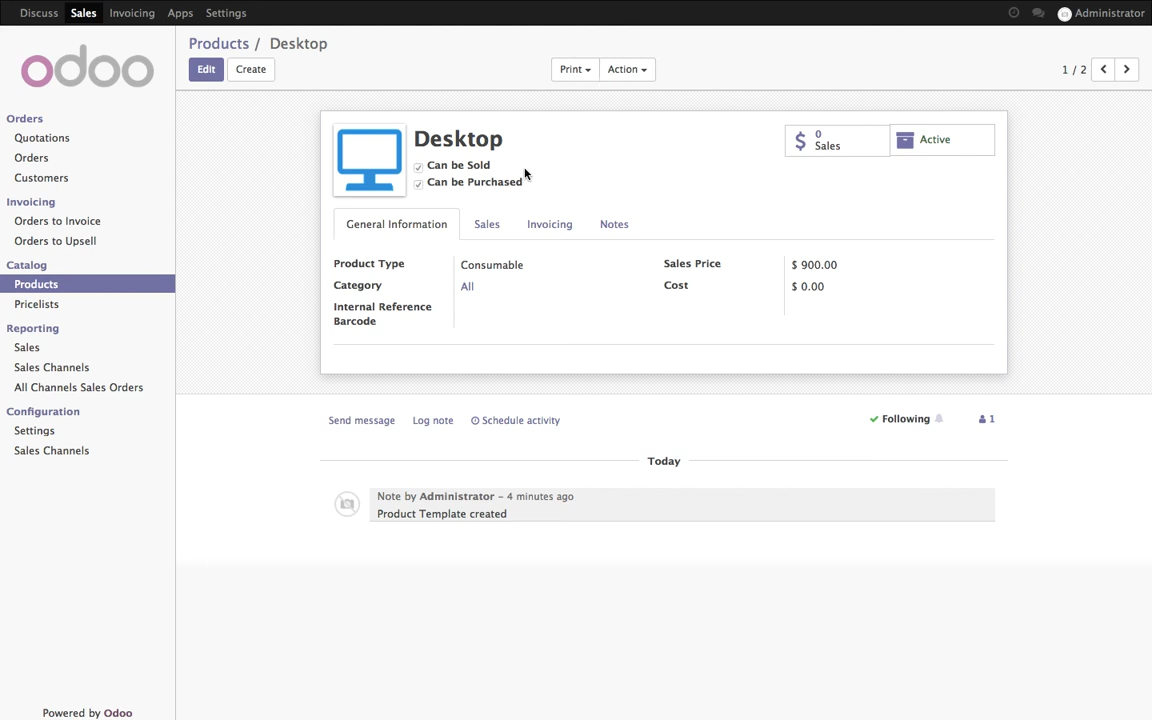 Discuss Sales Invoicing Apps Settings Administrator
odoo
Products / Desktop
Edit Create Print Action 1 / 2
Orders
Quotations
Orders
Customers
Invoicing
Orders to Invoice
Orders to Upsell
Catalog
Products
Pricelists
Reporting
Sales
Sales Channels
All Channels Sales Orders
Configuration
Settings
Sales Channels
Powered by Odoo
Desktop
Can be Sold
Can be Purchased
$ 0 Sales
Active
General Information Sales Invoicing Notes
Product Type Consumable
Category All
Internal Reference
Barcode
Sales Price $ 900.00
Cost $ 0.00
Send message Log note Schedule activity Following 1
Today
Note by Administrator – 4 minutes ago
Product Template created